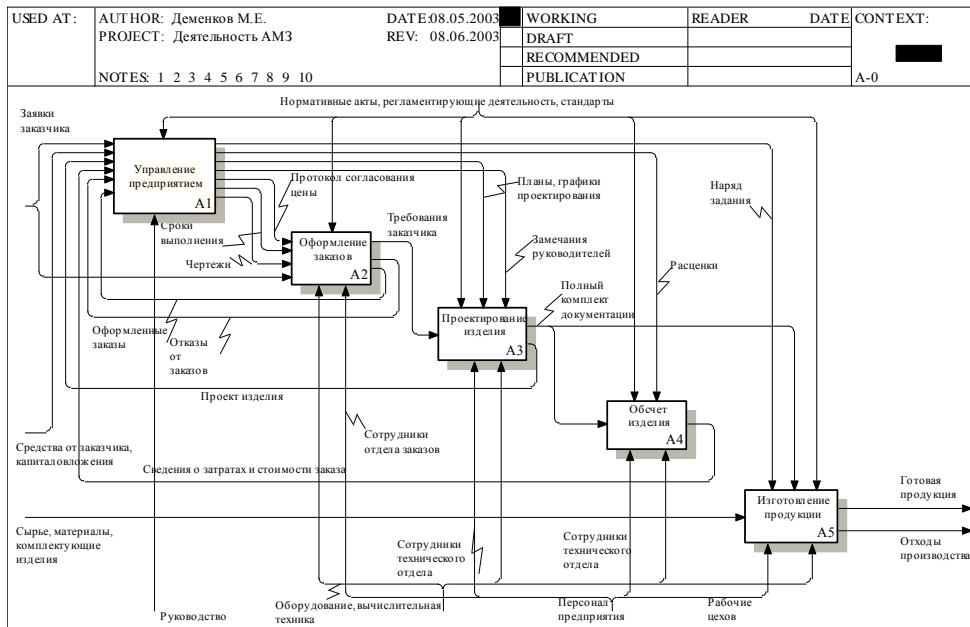 USED AT:
AUTHOR: Деменков М.Е.
DATE:08.05.2003
WORKING
READER
DATE
CONTEXT:
PROJECT: Деятельность АМЗ
REV: 08.06.2003
DRAFT
RECOMMENDED
NOTES: 1 2 3 4 5 6 7 8 9 10
PUBLICATION
A-0
Нормативные акты, регламентирующие деятельность, стандарты
Заявки
заказчика
Управление
предприятием
A1
Протокол согласования
цены
Планы, графики
проектирования
Наряд
задания
Сроки
выполнения
Чертежи
Оформление
заказов
A2
Требования
заказчика
Замечания
руководителей
Расценки
Полный
комплект
документации
Оформленные
заказы
Отказы
от
заказов
Проектирование
изделия
A3
Проект изделия
Обсчет
изделия
A4
Сотрудники
отдела заказов
Средства от заказчика,
капиталовложения
Сведения о затратах и стоимости заказа
Готовая
продукция
Изготовление
продукции
A5
Сырье, материалы,
комплектующие
изделия
Сотрудники
технического
отдела
Сотрудники
технического
отдела
Отходы
производства
Руководство
Оборудование, вычислительная
техника
Персонал
предприятия
Рабочие
цехов